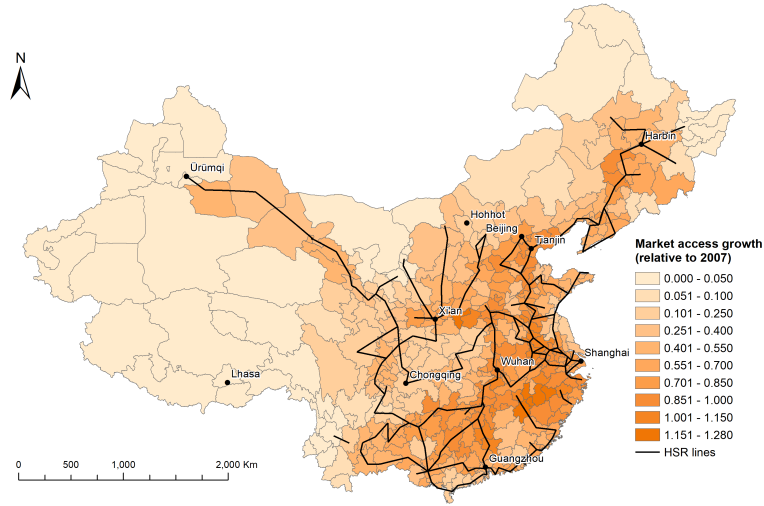 N
Harbin
Ürümqi
Hohhot
Beijing
Tianjin
Market access growth
(relative to 2007)
0.000 - 0.050
0.051 - 0.100
0.101 - 0.250
0.251 - 0.400
0.401 - 0.550
0.551 - 0.700
0.701 - 0.850
0.851 - 1.000
1.001 - 1.150
1.151 - 1.280
HSR lines
Xi'an
Shanghai
Wuhan
Lhasa
Chongqing
Guangzhou
0 500 1,000 2,000 Km